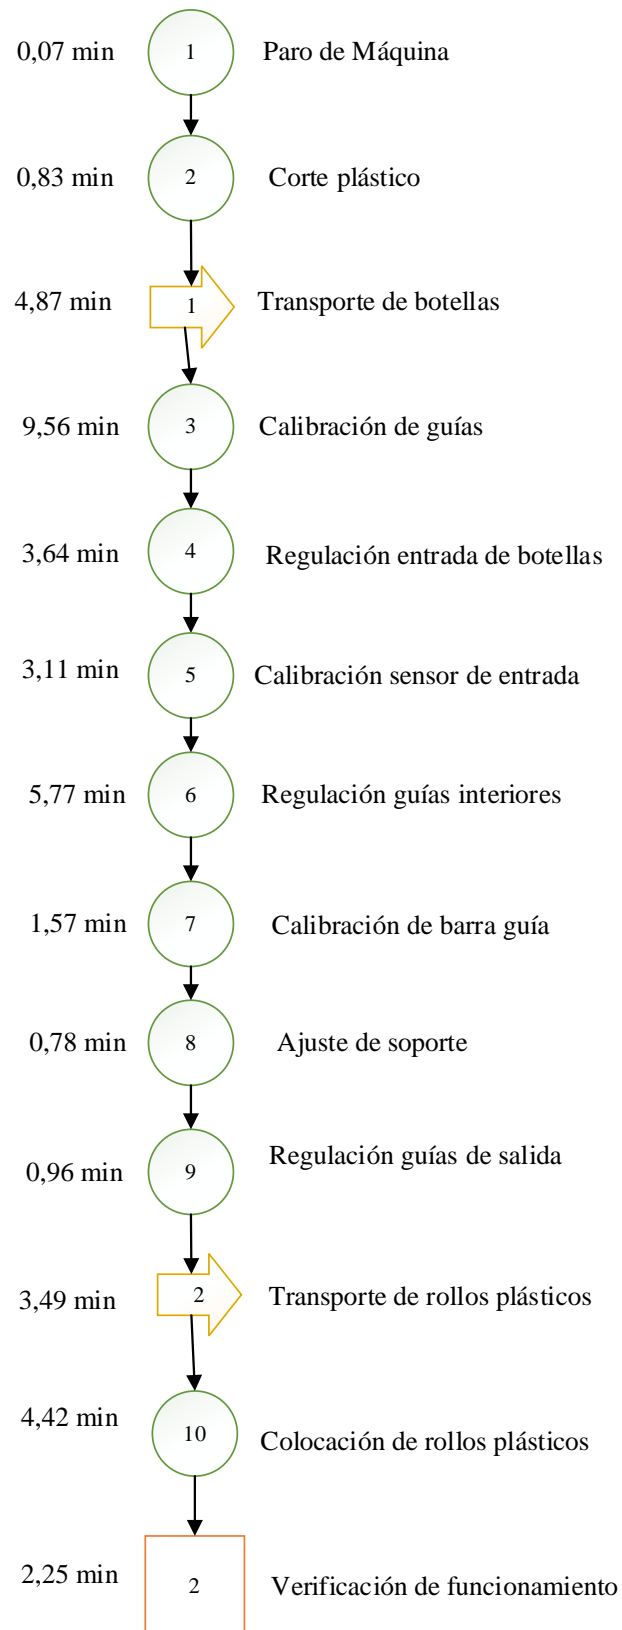 0,07 min 1 Paro de Máquina
0,83 min 2 Corte plástico
4,87 min 1 Transporte de botellas
9,56 min 3 Calibración de guías
3,64 min 4 Regulación entrada de botellas
3,11 min 5 Calibración sensor de entrada
5,77 min 6 Regulación guías interiores
1,57 min 7 Calibración de barra guía
0,78 min 8 Ajuste de soporte
0,96 min 9 Regulación guías de salida
3,49 min 2 Transporte de rollos plásticos
4,42 min 10 Colocación de rollos plásticos
2,25 min 2 Verificación de funcionamiento